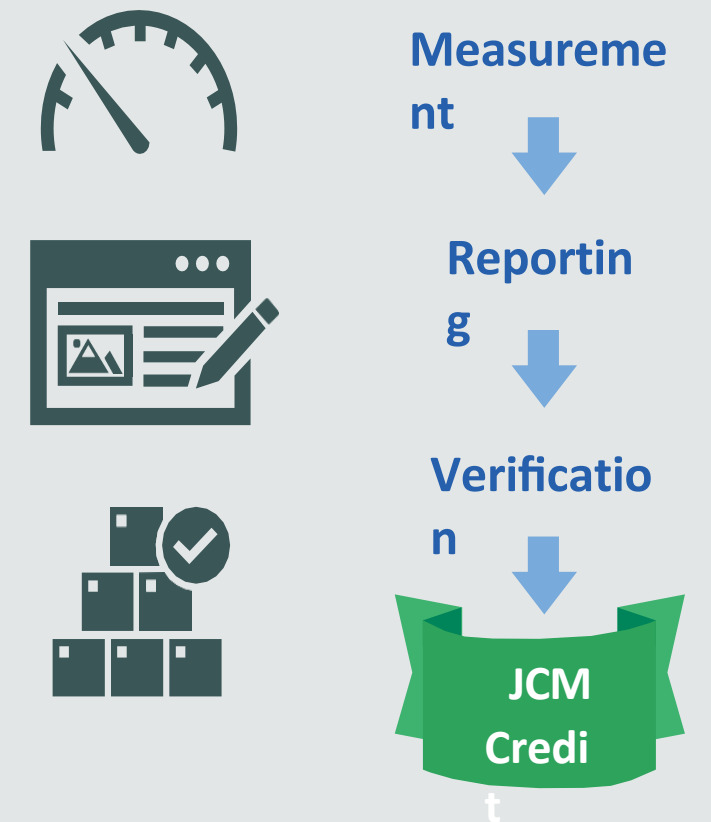 Measureme
nt
Reportin
g
Verificatio
n
JCM
Credi
t